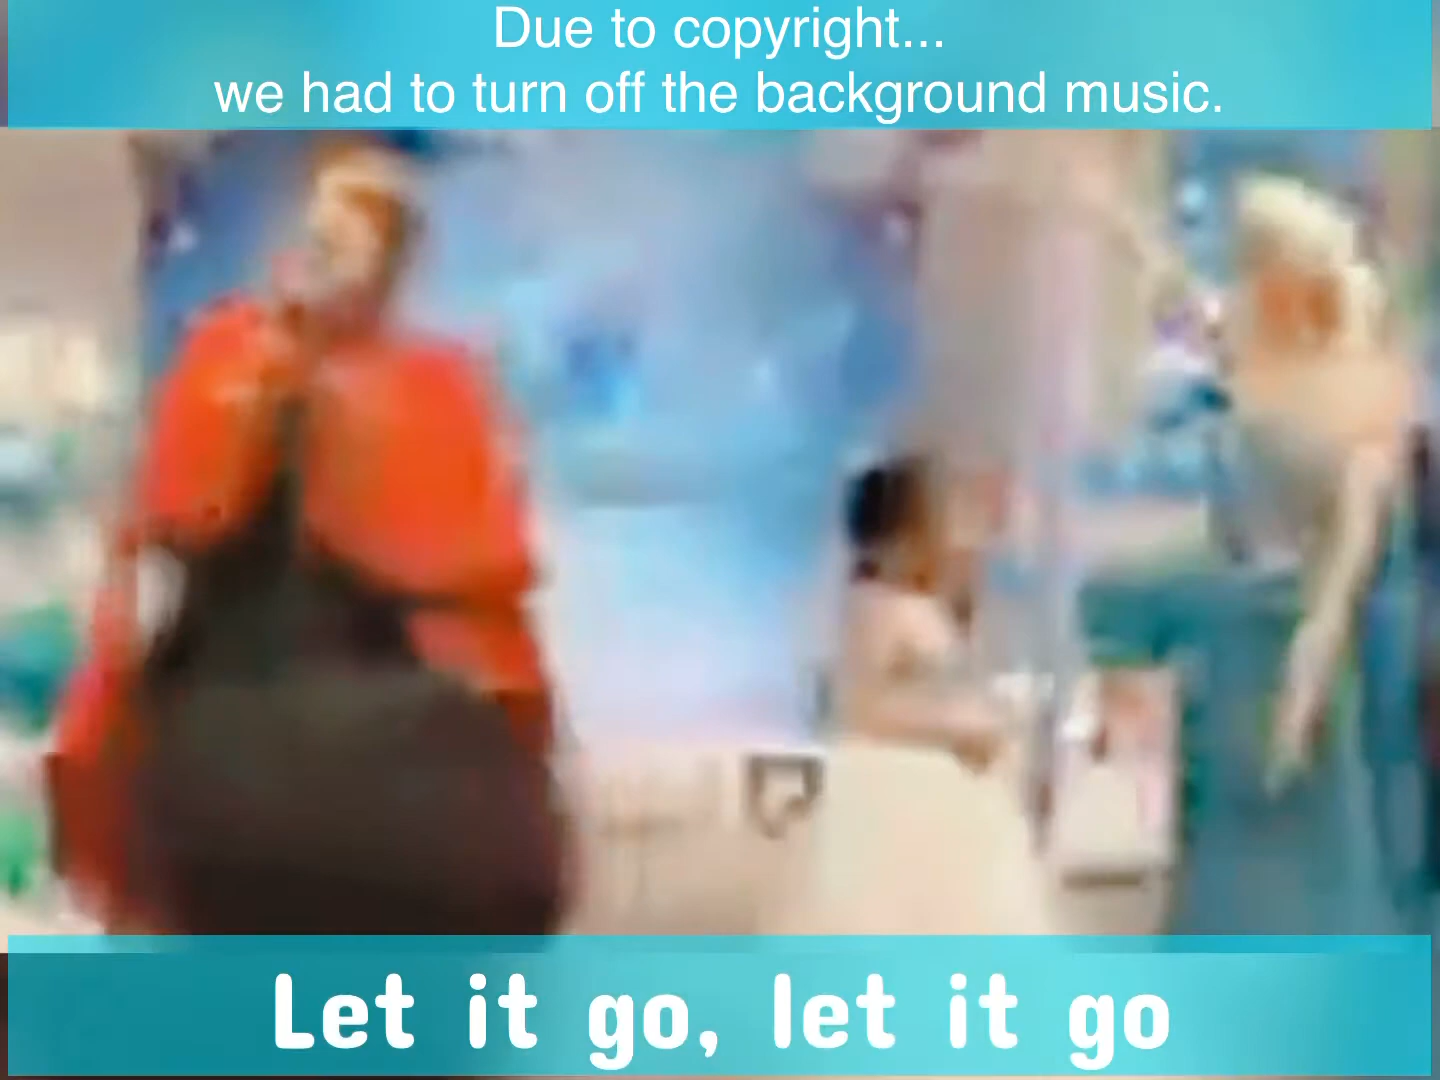 Due to copyright...
we had to turn off the background music.
Let it go, let it go